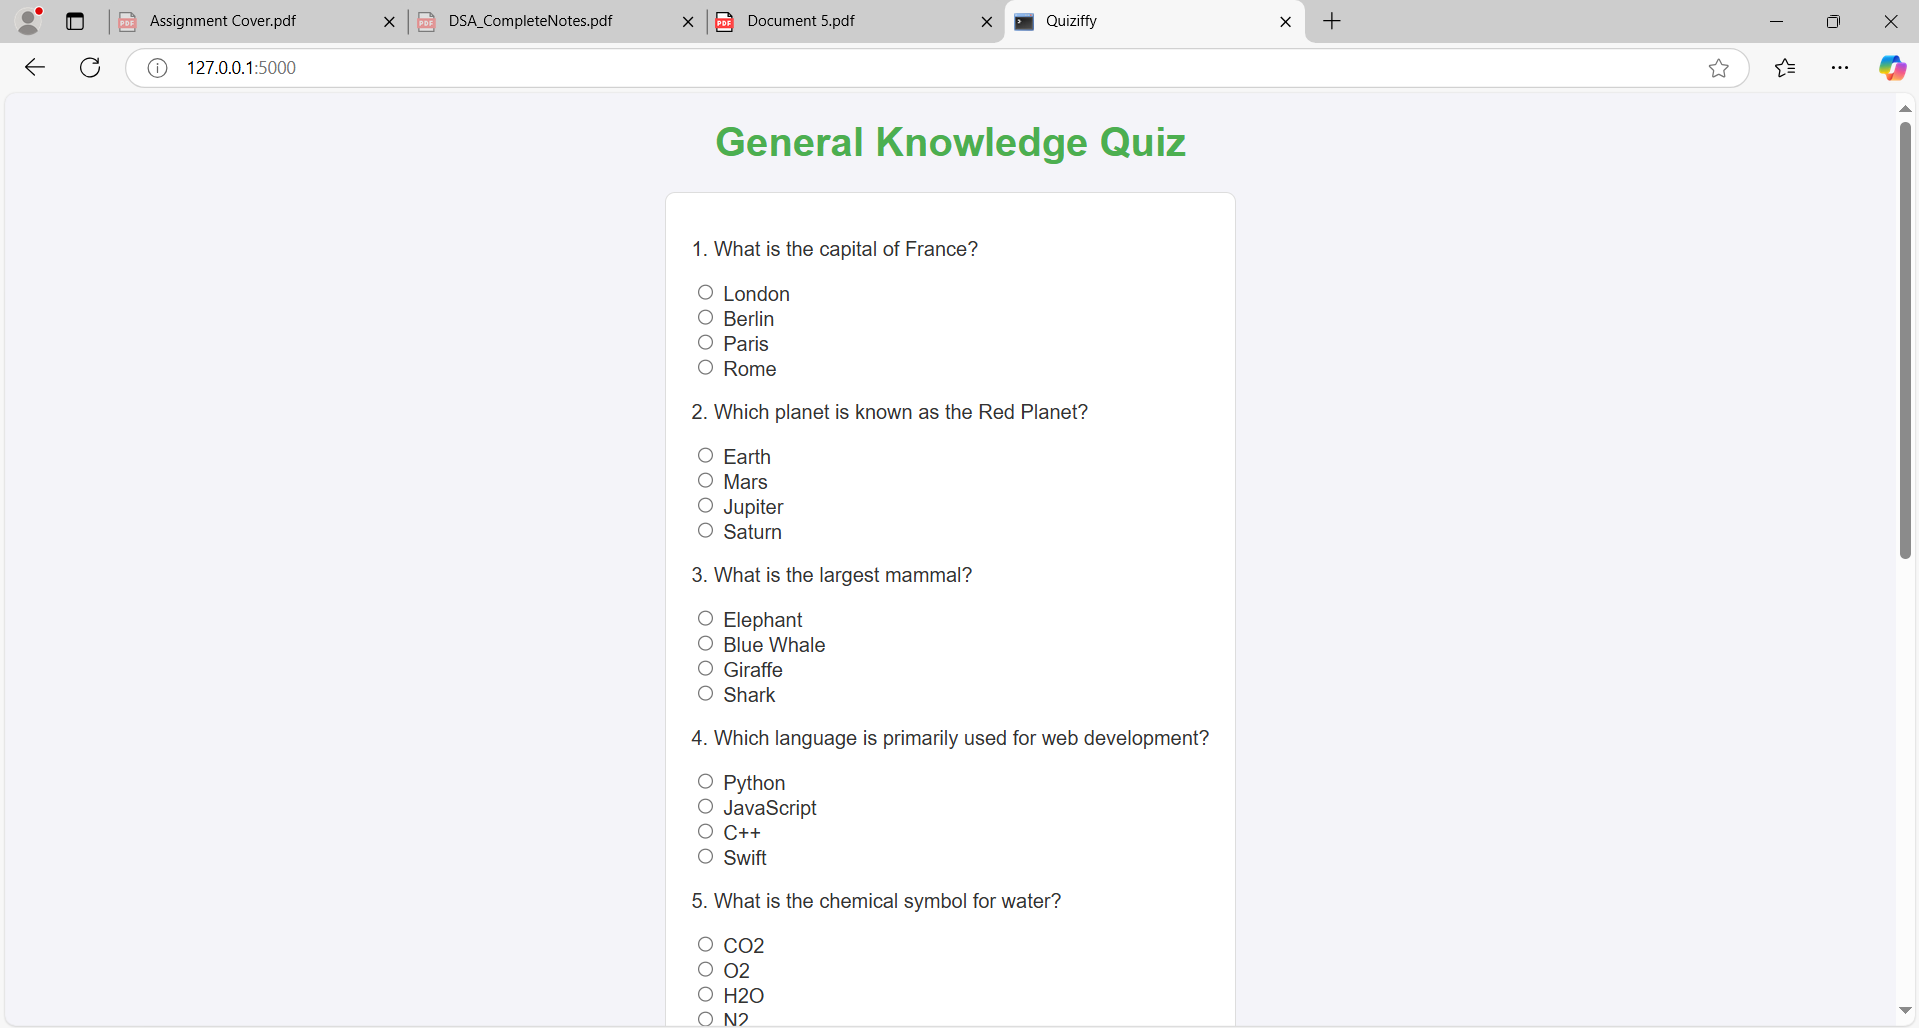 Assignment Cover.pdf
DSA_CompleteNotes.pdf
Document 5.pdf
Quiziffy
127.0.0.1:5000
General Knowledge Quiz
1. What is the capital of France?
London
Berlin
Paris
Rome
2. Which planet is known as the Red Planet?
Earth
Mars
Jupiter
Saturn
3. What is the largest mammal?
Elephant
Blue Whale
Giraffe
Shark
4. Which language is primarily used for web development?
Python
JavaScript
C++
Swift
5. What is the chemical symbol for water?
CO2
O2
H2O
N2